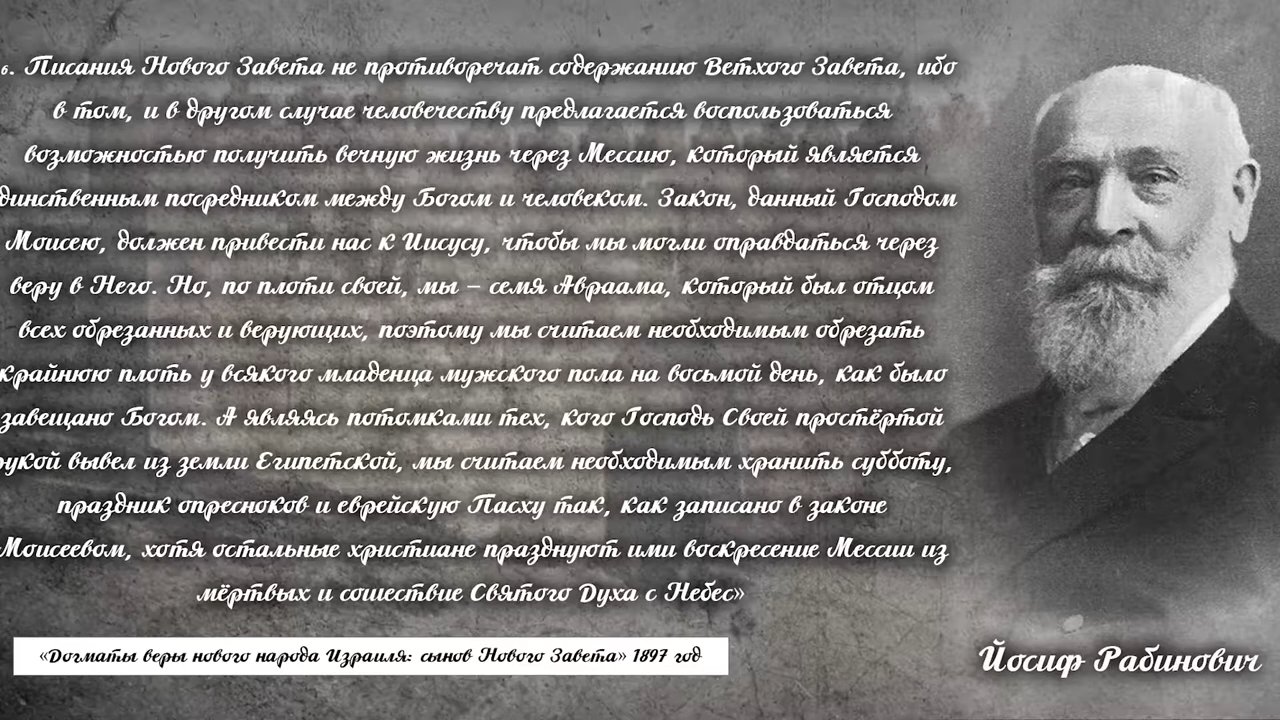 6. Писания Нового Завета не противоречат содержанию Ветхого Завета, ибо
в том, и в другом случае человечеству предлагается воспользоваться
возможностью получить вечную жизнь через Мессию, который является
динственным посредником между Богом и человеком. Закон, данный Господом
Моисею, должен привести нас к Иисусу, чтобы мы могли оправдаться через
веру в Него. Но, по плоти своей, мы – семя Авраама, который был отцом
всех обрезанных и верующих, поэтому мы считаем необходимым обрезать
крайнюю плоть у всякого младенца мужского пола на восьмой день, как было
завещано Богом. А являясь потомками тех, кого Господь Своей простёртой
рукой вывел из земли Египетской, мы считаем необходимым хранить субботу,
праздник опресноков и еврейскую Пасху так, как записано в законе
Моисеевом, хотя остальные христиане празднуют ими воскресение Мессии из
мёртвых и сошествие Святого Духа с Небес»
«Догматы веры нового народа Израиля: сынов Нового Завета» 1897 год
Йосиф Рабинович